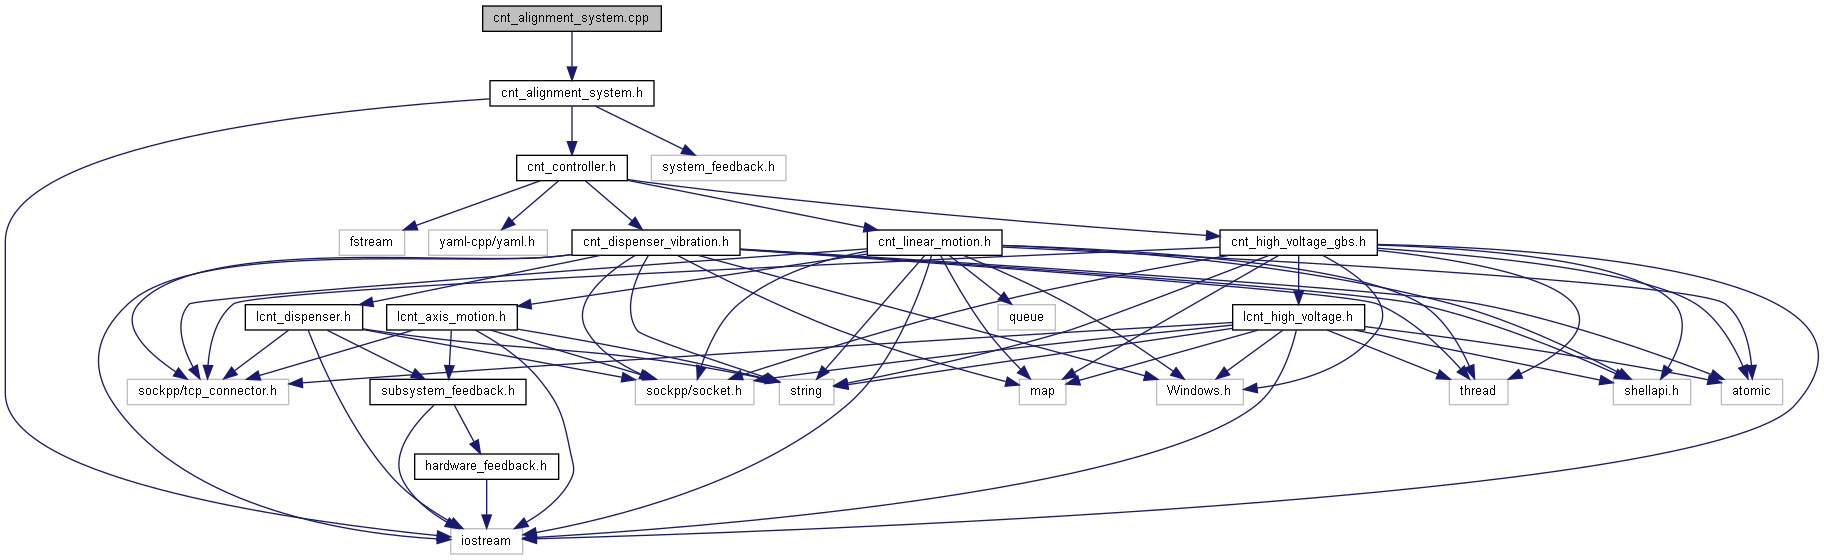 cnt_alignment_system.cpp
cnt_alignment_system.h
cnt_controller.h
system_feedback.h
fstream
yaml-cpp/yaml.h
cnt_dispenser_vibration.h
cnt_linear_motion.h
cnt_high_voltage_gbs.h
lcnt_dispenser.h
lcnt_axis_motion.h
queue
lcnt_high_voltage.h
sockpp/tcp_connector.h
subsystem_feedback.h
sockpp/socket.h
string
map
Windows.h
thread
shellapi.h
atomic
hardware_feedback.h
iostream